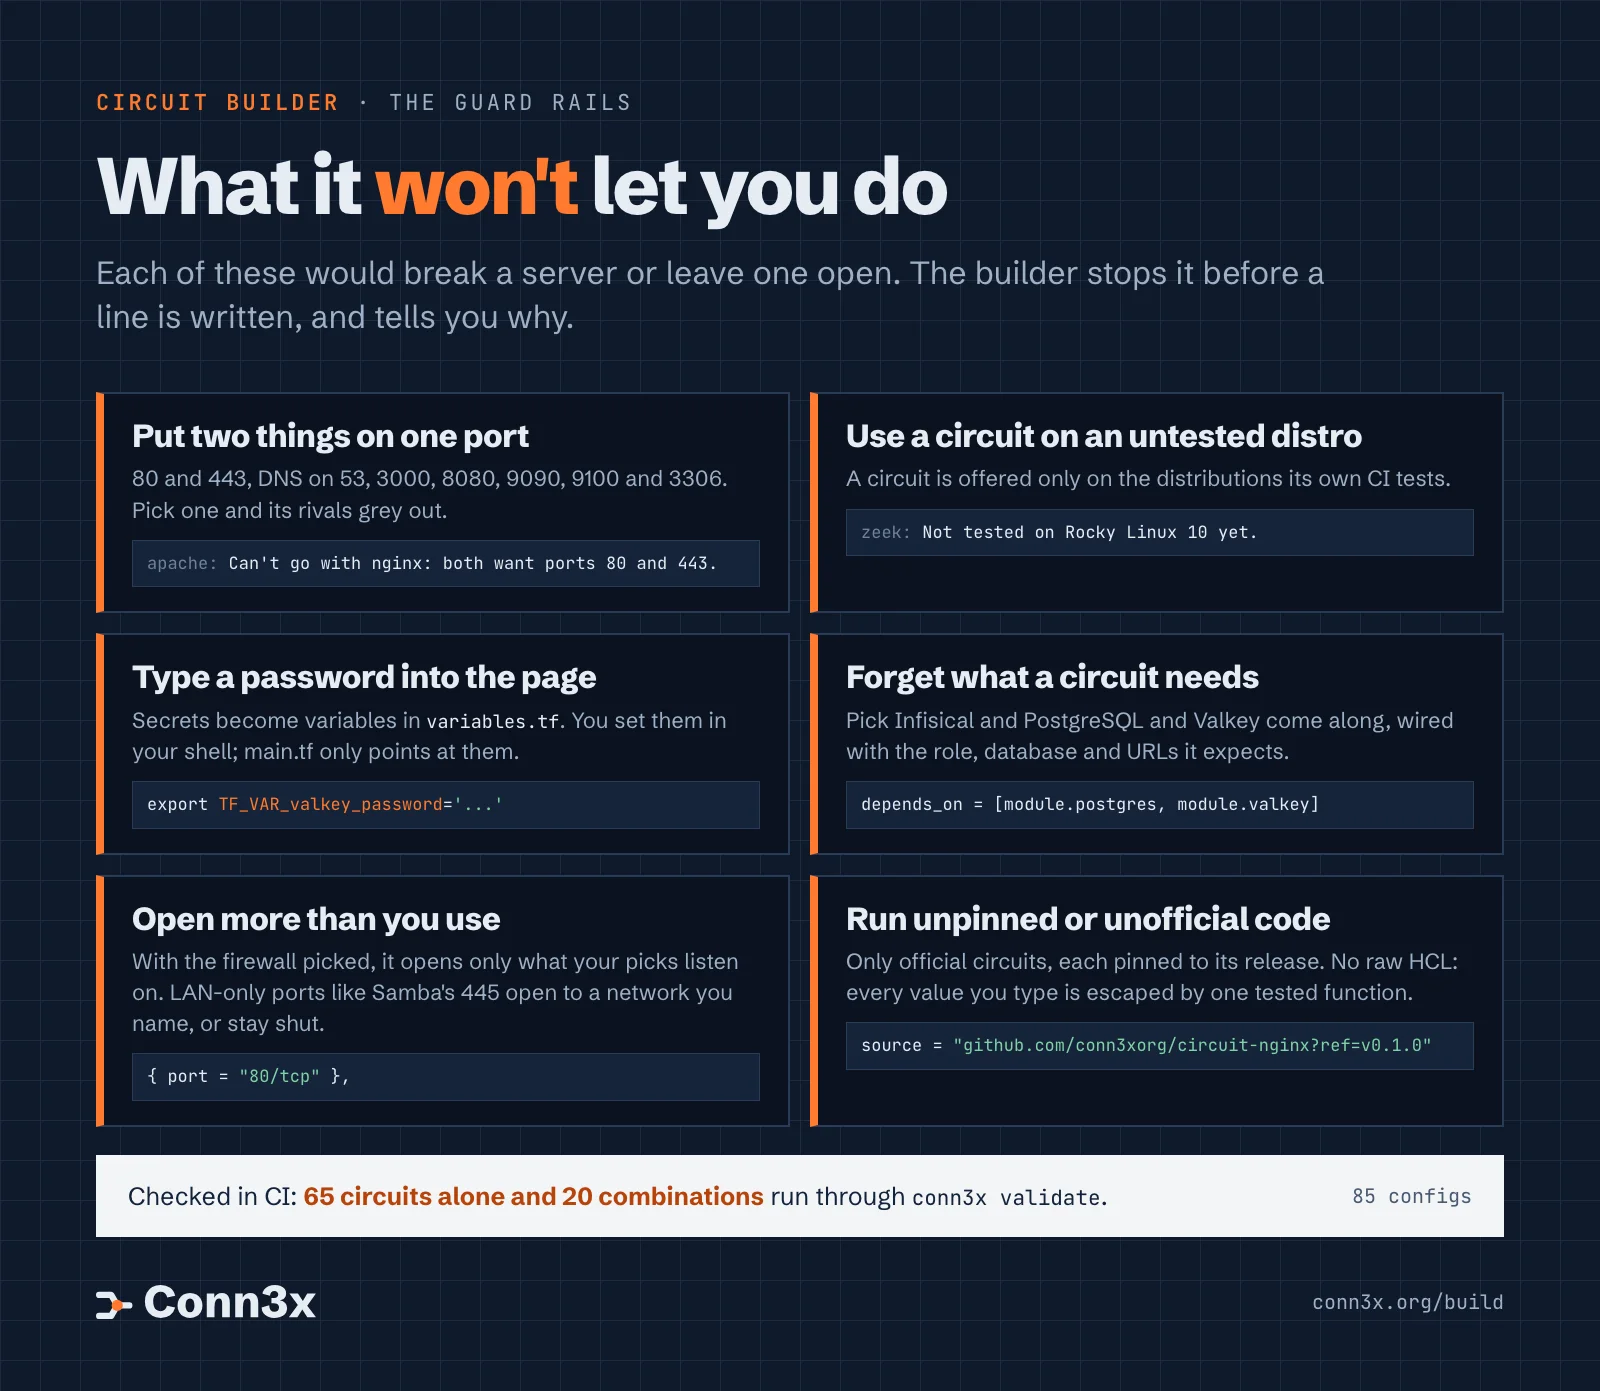 CIRCUIT BUILDER · THE GUARD RAILS
What it won't let you do
Each of these would break a server or leave one open. The builder stops it before a
line is written, and tells you why.
Put two things on one port
80 and 443, DNS on 53, 3000, 8080, 9090, 9100 and 3306.
Pick one and its rivals grey out.
apache: Can't go with nginx: both want ports 80 and 443.
Use a circuit on an untested distro
A circuit is offered only on the distributions its own CI tests.
zeek: Not tested on Rocky Linux 10 yet.
Type a password into the page
Secrets become variables in variables.tf. You set them in
your shell; main.tf only points at them.
export TF_VAR_valkey_password='...'
Forget what a circuit needs
Pick Infisical and PostgreSQL and Valkey come along, wired
with the role, database and URLs it expects.
depends_on = [module.postgres, module.valkey]
Open more than you use
With the firewall picked, it opens only what your picks listen
on. LAN-only ports like Samba's 445 open to a network you
name, or stay shut.
{ port = "80/tcp" },
Run unpinned or unofficial code
Only official circuits, each pinned to its release. No raw HCL:
every value you type is escaped by one tested function.
source = "github.com/conn3xorg/circuit-nginx?ref=v0.1.0"
Checked in CI: 65 circuits alone and 20 combinations run through conn3x validate.
85 configs
Conn3x
conn3x.org/build